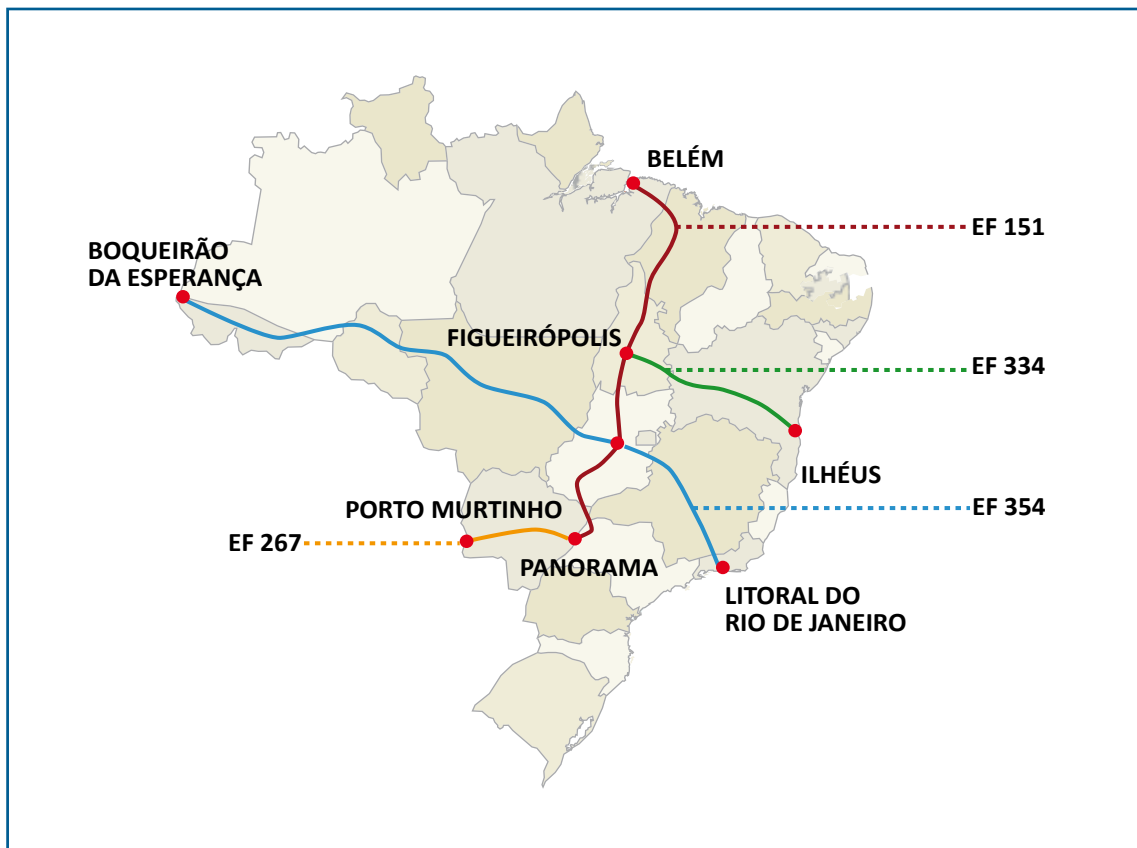 BELÉM
EF 151
BOQUEIRÃO
DA ESPERANÇA
FIGUEIRÓPOLIS
EF 334
ILHÉUS
PORTO MURTINHO
EF 354
EF 267
PANORAMA
LITORAL DO
RIO DE JANEIRO